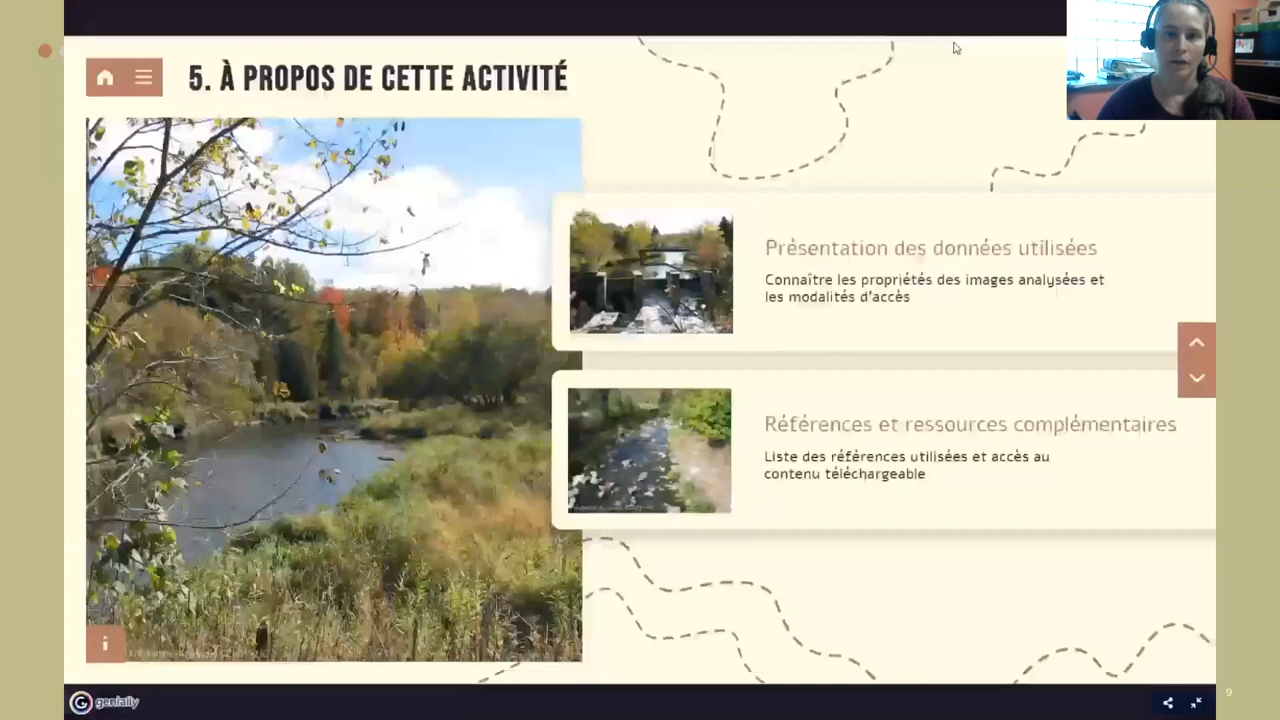 5. À PROPOS DE CETTE ACTIVITÉ
Présentation des données utilisées
Connaître les propriétés des images analysées et
les modalités d'accès
Références et ressources complémentaires
Liste des références utilisées et accès au
contenu téléchargeable
i
genially
9